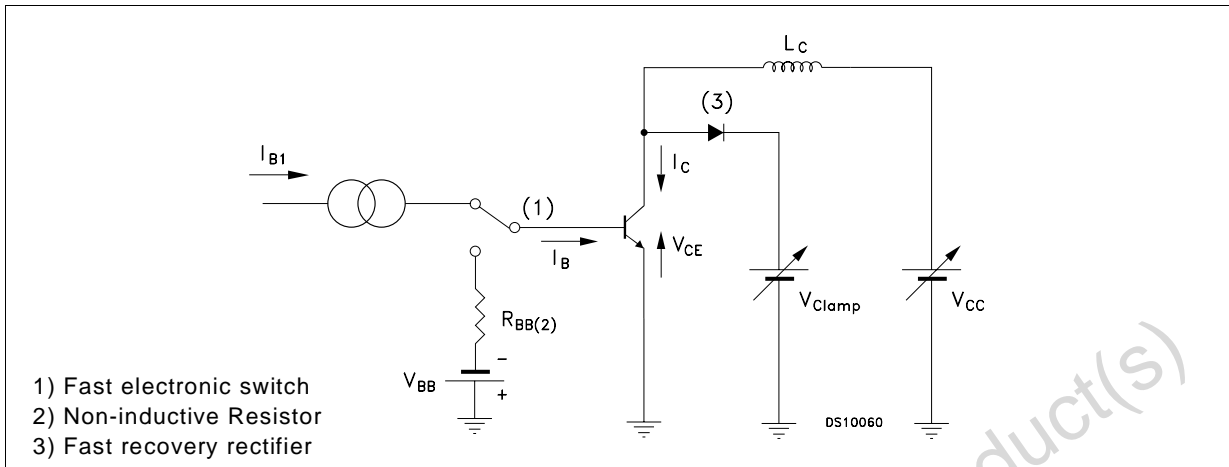 L_C
(3)
I_B1
I_C
(1)
I_B
V_CE
V_Clamp
V_CC
R_BB(2)
−
V_BB
+
1) Fast electronic switch
2) Non-inductive Resistor
3) Fast recovery rectifier
DS10060
duct(s)